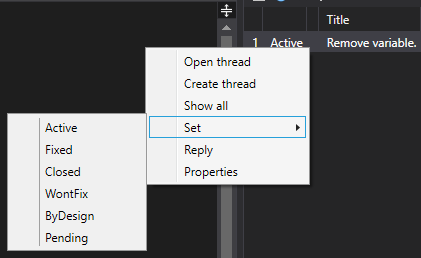 Title
1 Active Remove variable.
Open thread
Create thread
Show all
Set
Reply
Properties
Active
Fixed
Closed
WontFix
ByDesign
Pending